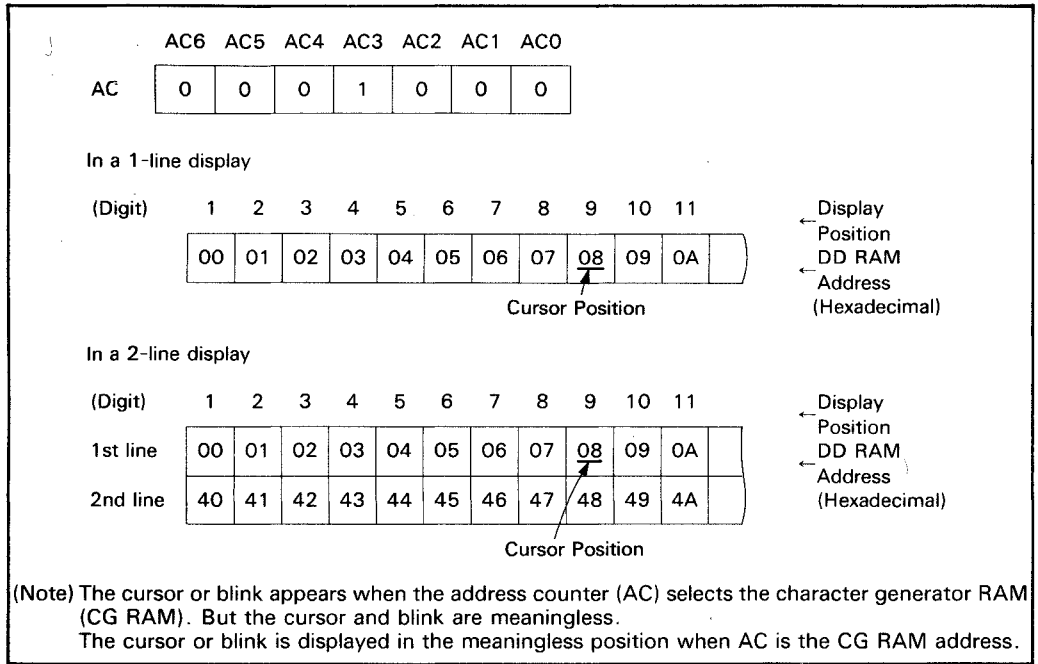 AC6 AC5 AC4 AC3 AC2 AC1 AC0
AC 0 0 0 1 0 0 0
In a 1-line display
(Digit) 1 2 3 4 5 6 7 8 9 10 11 ←Display
Position
00 01 02 03 04 05 06 07 08 09 0A DD RAM
←Address
Cursor Position (Hexadecimal)
In a 2-line display
(Digit) 1 2 3 4 5 6 7 8 9 10 11 ←Display
Position
1st line 00 01 02 03 04 05 06 07 08 09 0A DD RAM
←Address
2nd line 40 41 42 43 44 45 46 47 48 49 4A (Hexadecimal)
Cursor Position
(Note) The cursor or blink appears when the address counter (AC) selects the character generator RAM
(CG RAM). But the cursor and blink are meaningless.
The cursor or blink is displayed in the meaningless position when AC is the CG RAM address.